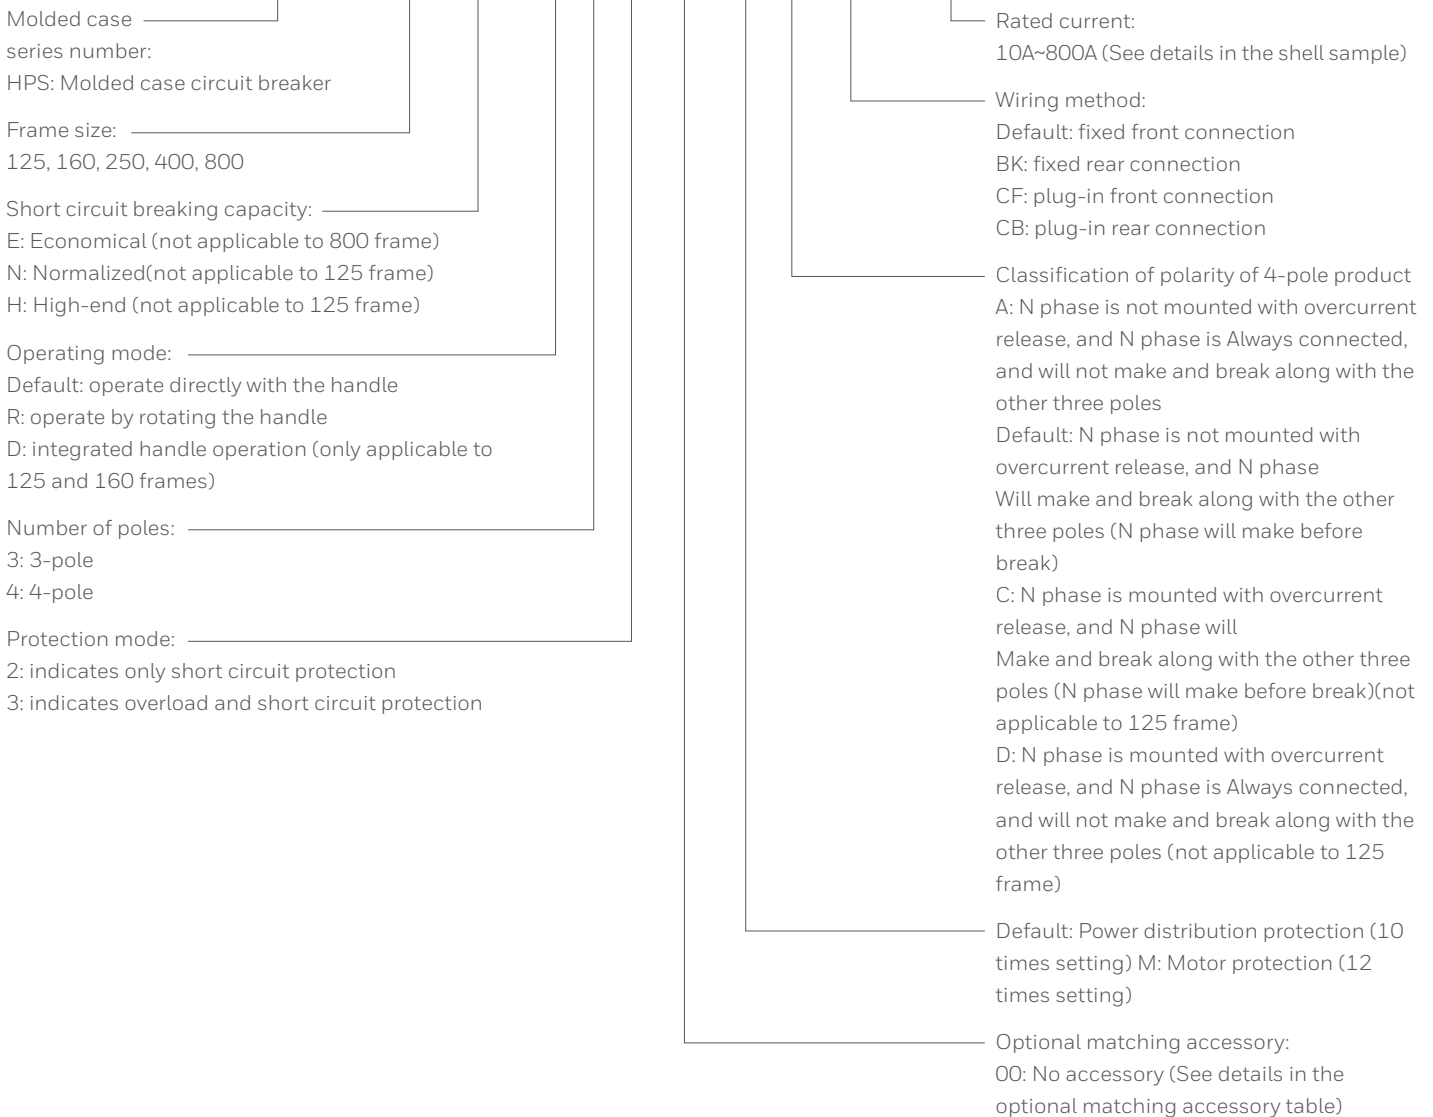 Molded case
series number:
HPS: Molded case circuit breaker
Frame size:
125, 160, 250, 400, 800
Short circuit breaking capacity:
E: Economical (not applicable to 800 frame)
N: Normalized(not applicable to 125 frame)
H: High-end (not applicable to 125 frame)
Operating mode:
Default: operate directly with the handle
R: operate by rotating the handle
D: integrated handle operation (only applicable to
125 and 160 frames)
Number of poles:
3: 3-pole
4: 4-pole
Protection mode:
2: indicates only short circuit protection
3: indicates overload and short circuit protection
Rated current:
10A~800A (See details in the shell sample)
Wiring method:
Default: fixed front connection
BK: fixed rear connection
CF: plug-in front connection
CB: plug-in rear connection
Classification of polarity of 4-pole product
A: N phase is not mounted with overcurrent
release, and N phase is Always connected,
and will not make and break along with the
other three poles
Default: N phase is not mounted with
overcurrent release, and N phase
Will make and break along with the other
three poles (N phase will make before
break)
C: N phase is mounted with overcurrent
release, and N phase will
Make and break along with the other three
poles (N phase will make before break)(not
applicable to 125 frame)
D: N phase is mounted with overcurrent
release, and N phase is Always connected,
and will not make and break along with the
other three poles (not applicable to 125
frame)
Default: Power distribution protection (10
times setting) M: Motor protection (12
times setting)
Optional matching accessory:
00: No accessory (See details in the
optional matching accessory table)